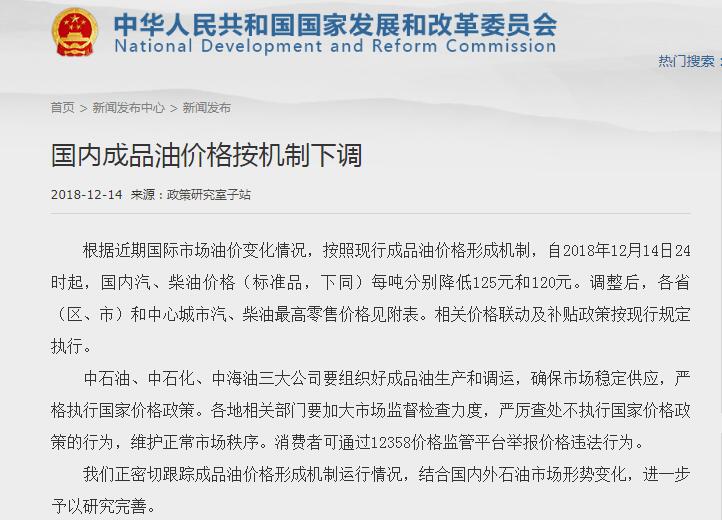 中华人民共和国国家发展和改革委员会
National Development and Reform Commission
热门搜索：
首页 > 新闻发布中心 > 新闻发布
国内成品油价格按机制下调
2018-12-14 来源：政策研究室子站
根据近期国际市场油价变化情况，按照现行成品油价格形成机制，自2018年12月14日24
时起，国内汽、柴油价格（标准品，下同）每吨分别降低125元和120元。调整后，各省
（区、市）和中心城市汽、柴油最高零售价格见附表。相关价格联动及补贴政策按现行规定
执行。
中石油、中石化、中海油三大公司要组织好成品油生产和调运，确保市场稳定供应，严
格执行国家价格政策。各地相关部门要加大市场监督检查力度，严厉查处不执行国家价格政
策的行为，维护正常市场秩序。消费者可通过12358价格监管平台举报价格违法行为。
我们正密切跟踪成品油价格形成机制运行情况，结合国内外石油市场形势变化，进一步
予以研究完善。